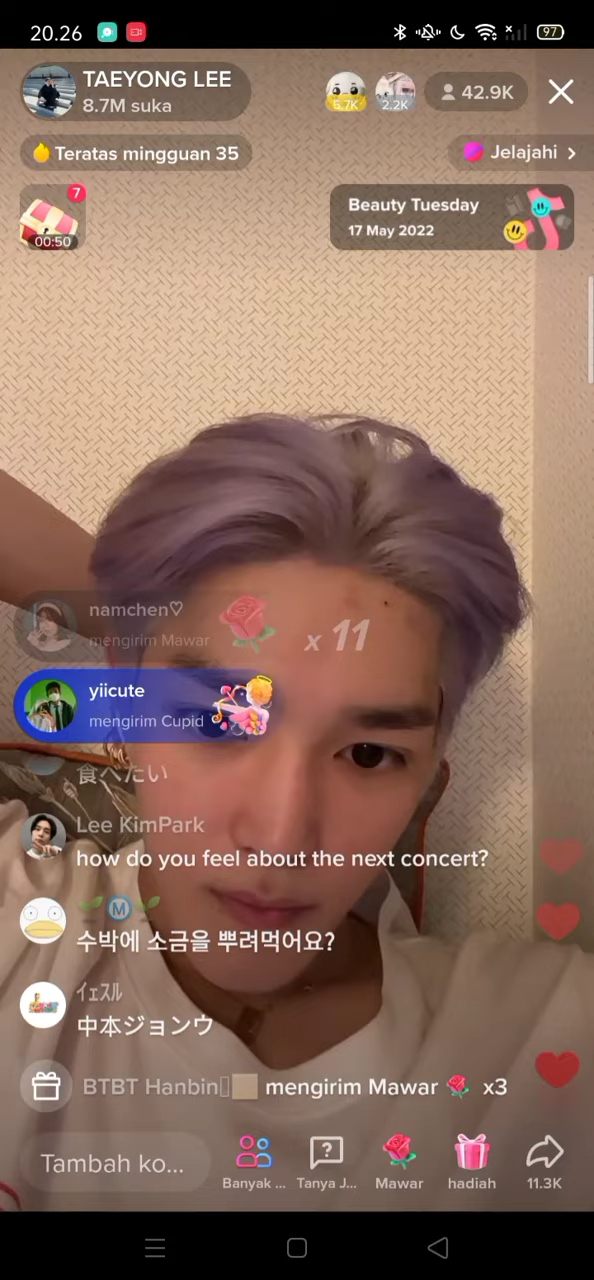 20.26
97
TAEYONG LEE
8.7M suka
5.7K
2.2K
42.9K
Teratas mingguan 35
Jelajahi
7
00:50
Beauty Tuesday
17 May 2022
namchen♡
mengirim Mawar
x 11
yiicute
mengirim Cupid
食べたい
Lee KimPark
how do you feel about the next concert?
🌱Ⓜ️🌱
수박에 소금을 뿌려먹어요?
ｲｪｽﾙ
中本ジョンウ
BTBT Hanbin mengirim Mawar 🌹 x3
Tambah ko...
Banyak ...
Tanya J...
Mawar
hadiah
11.3K